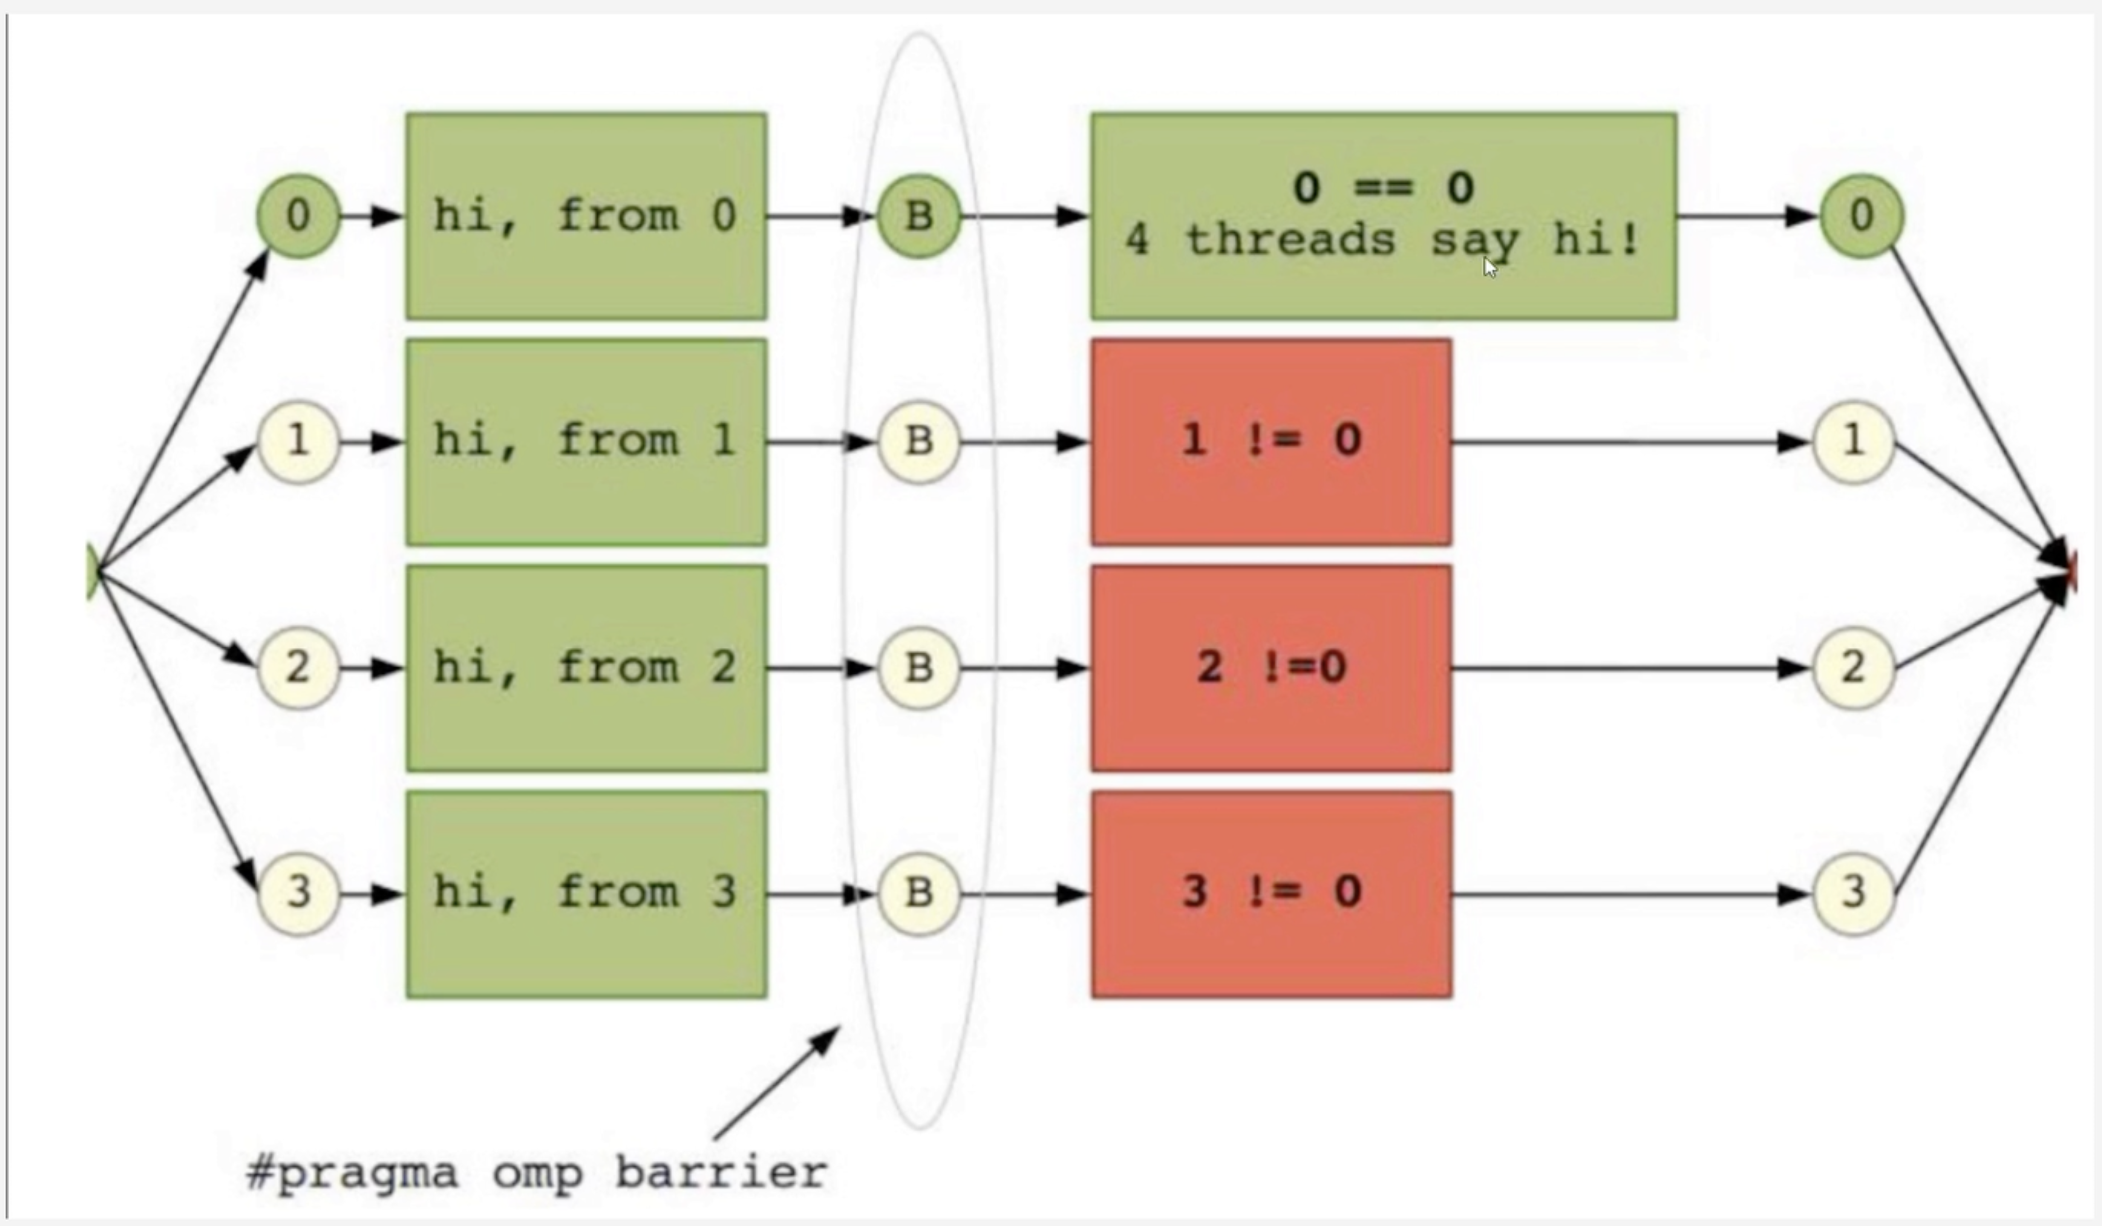 0
hi, from 0
B
0 == 0
4 threads say hi!
0
1
hi, from 1
B
1 != 0
1
2
hi, from 2
B
2 !=0
2
3
hi, from 3
B
3 != 0
3
#pragma omp barrier